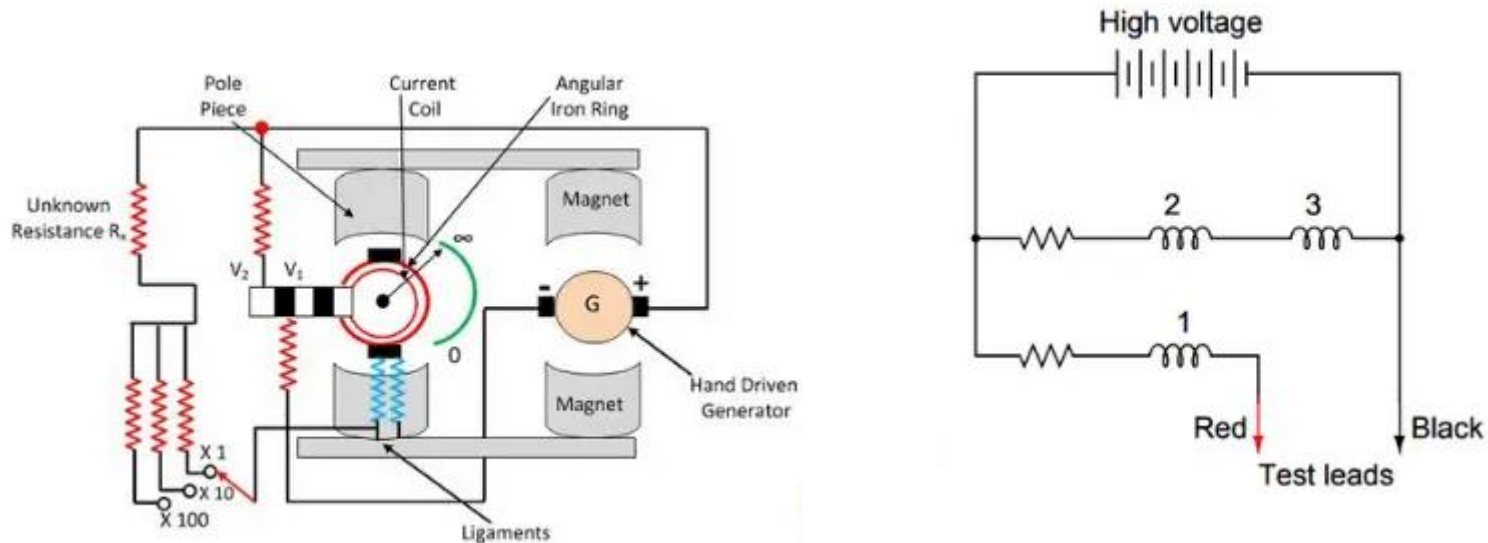 High voltage
Pole
Piece
Current
Coil
Angular
Iron Ring
Unknown
Resistance Rx
Magnet
∞
V2
V1
-
+
G
0
Magnet
Hand Driven
Generator
X 1
X 10
X 100
Ligaments
2
3
1
Red
Black
Test leads